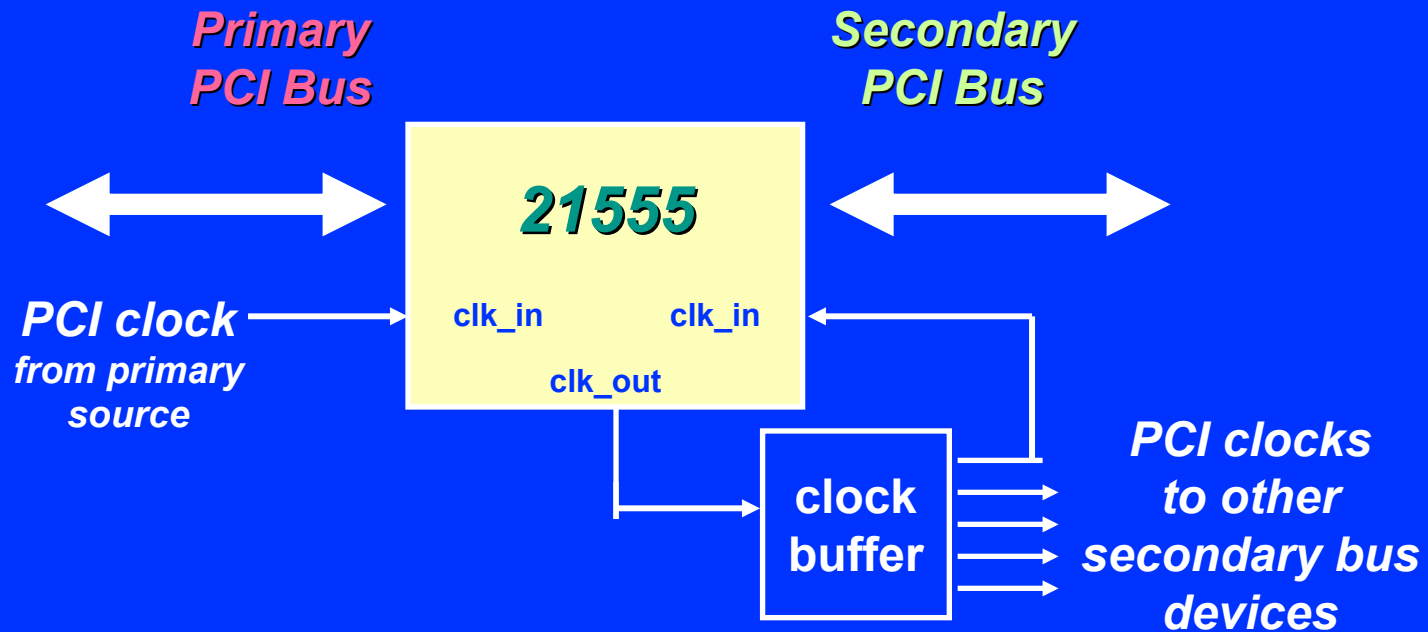 Primary
PCI Bus
Secondary
PCI Bus
21555
PCI clock
from primary
source
clk_in
clk_in
clk_out
clock
buffer
PCI clocks
to other
secondary bus
devices